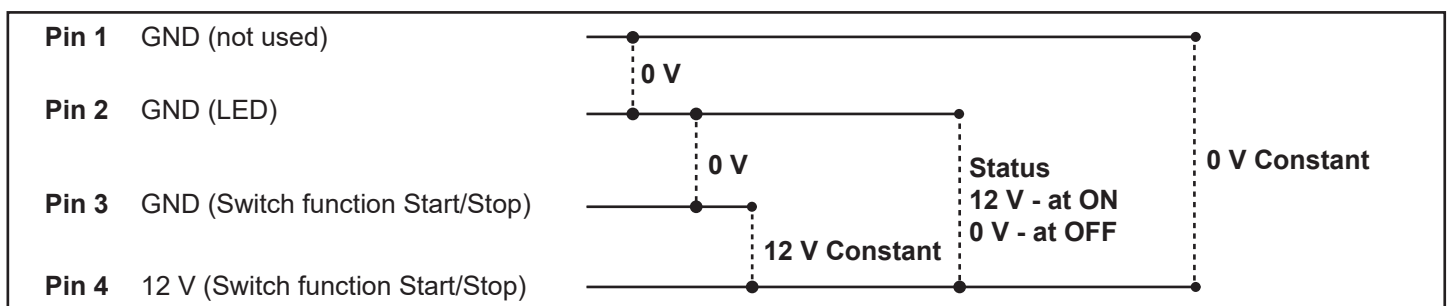 Pin 1 GND (not used)
0 V
Pin 2 GND (LED)
0 V
Status
12 V - at ON
0 V - at OFF
0 V Constant
Pin 3 GND (Switch function Start/Stop)
12 V Constant
Pin 4 12 V (Switch function Start/Stop)